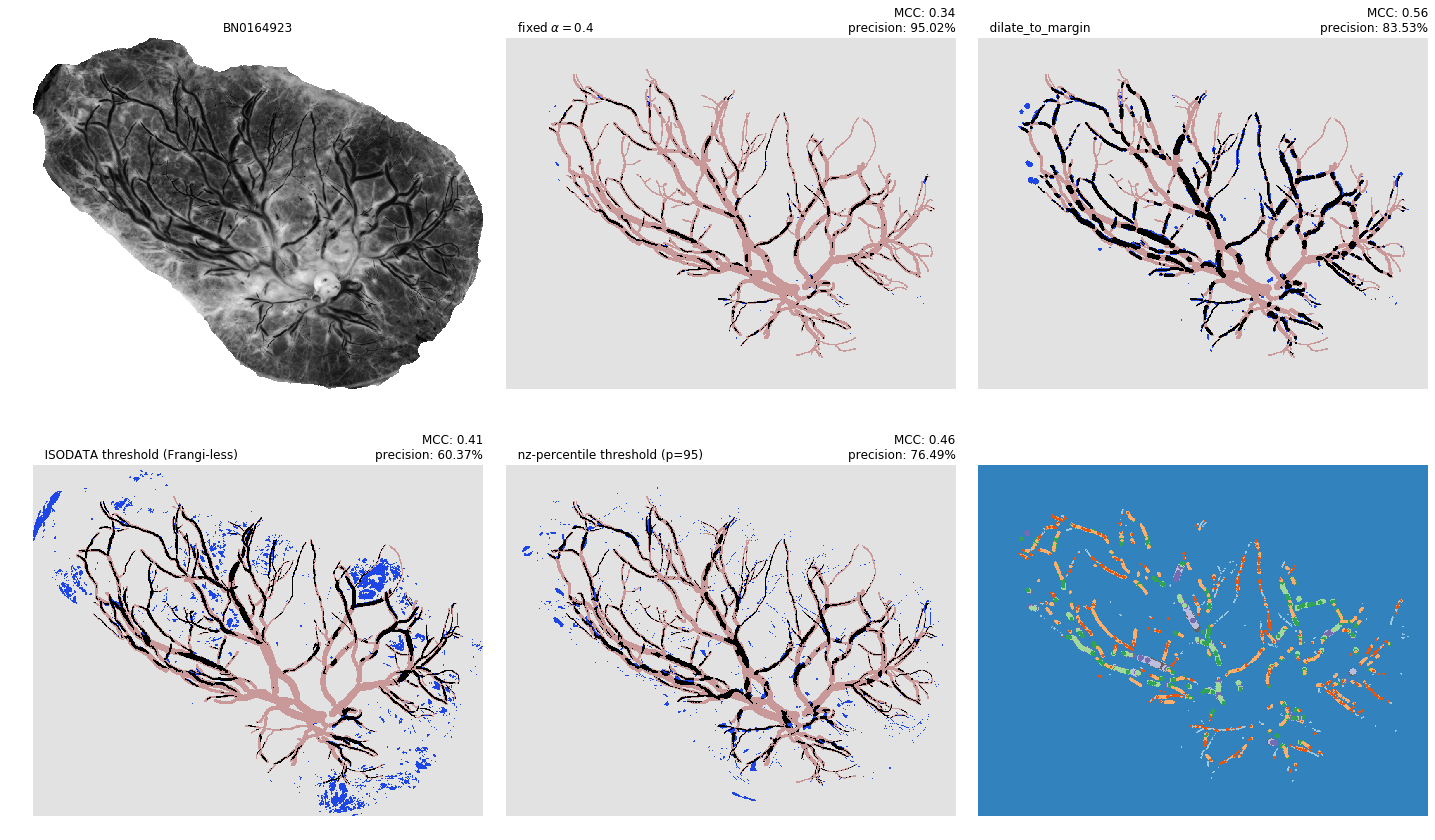 BN0164923
MCC: 0.34
fixed α = 0.4 precision: 95.02%
MCC: 0.56
dilate_to_margin precision: 83.53%
MCC: 0.41
ISODATA threshold (Frangi-less) precision: 60.37%
MCC: 0.46
nz-percentile threshold (p=95) precision: 76.49%